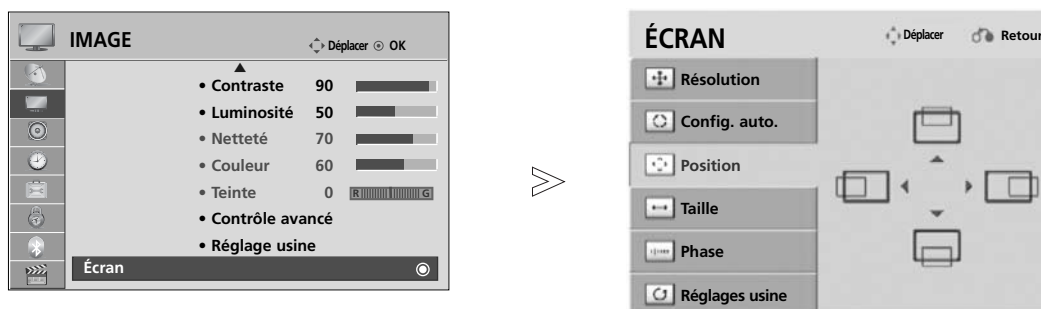 IMAGE
Déplacer OK
• Contraste 90
• Luminosité 50
• Netteté 70
• Couleur 60
• Teinte 0 R G
• Contrôle avancé
• Réglage usine
Écran
ÉCRAN
Déplacer Retour
Résolution
Config. auto.
Position
Taille
Phase
Réglages usine